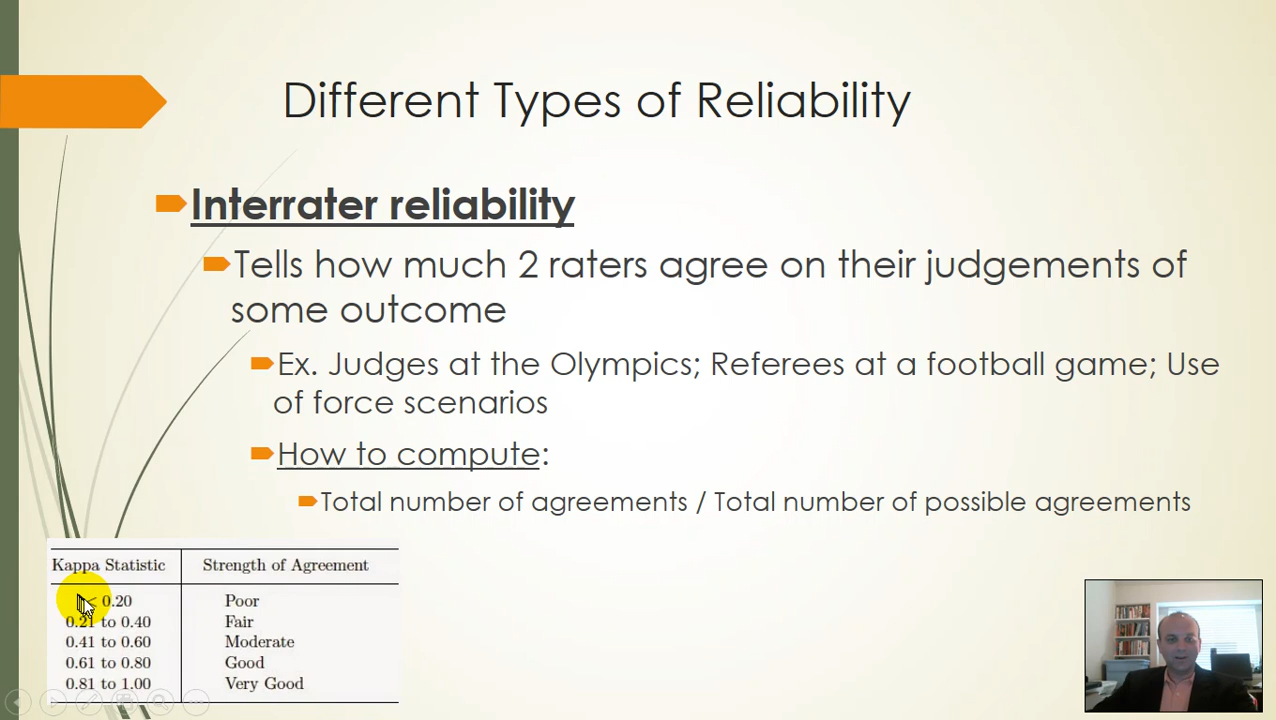 Different Types of Reliability
Interrater reliability
Tells how much 2 raters agree on their judgements of
some outcome
Ex. Judges at the Olympics; Referees at a football game; Use
of force scenarios
How to compute:
Total number of agreements / Total number of possible agreements
Kappa Statistic Strength of Agreement
< 0.20 Poor
0.21 to 0.40 Fair
0.41 to 0.60 Moderate
0.61 to 0.80 Good
0.81 to 1.00 Very Good